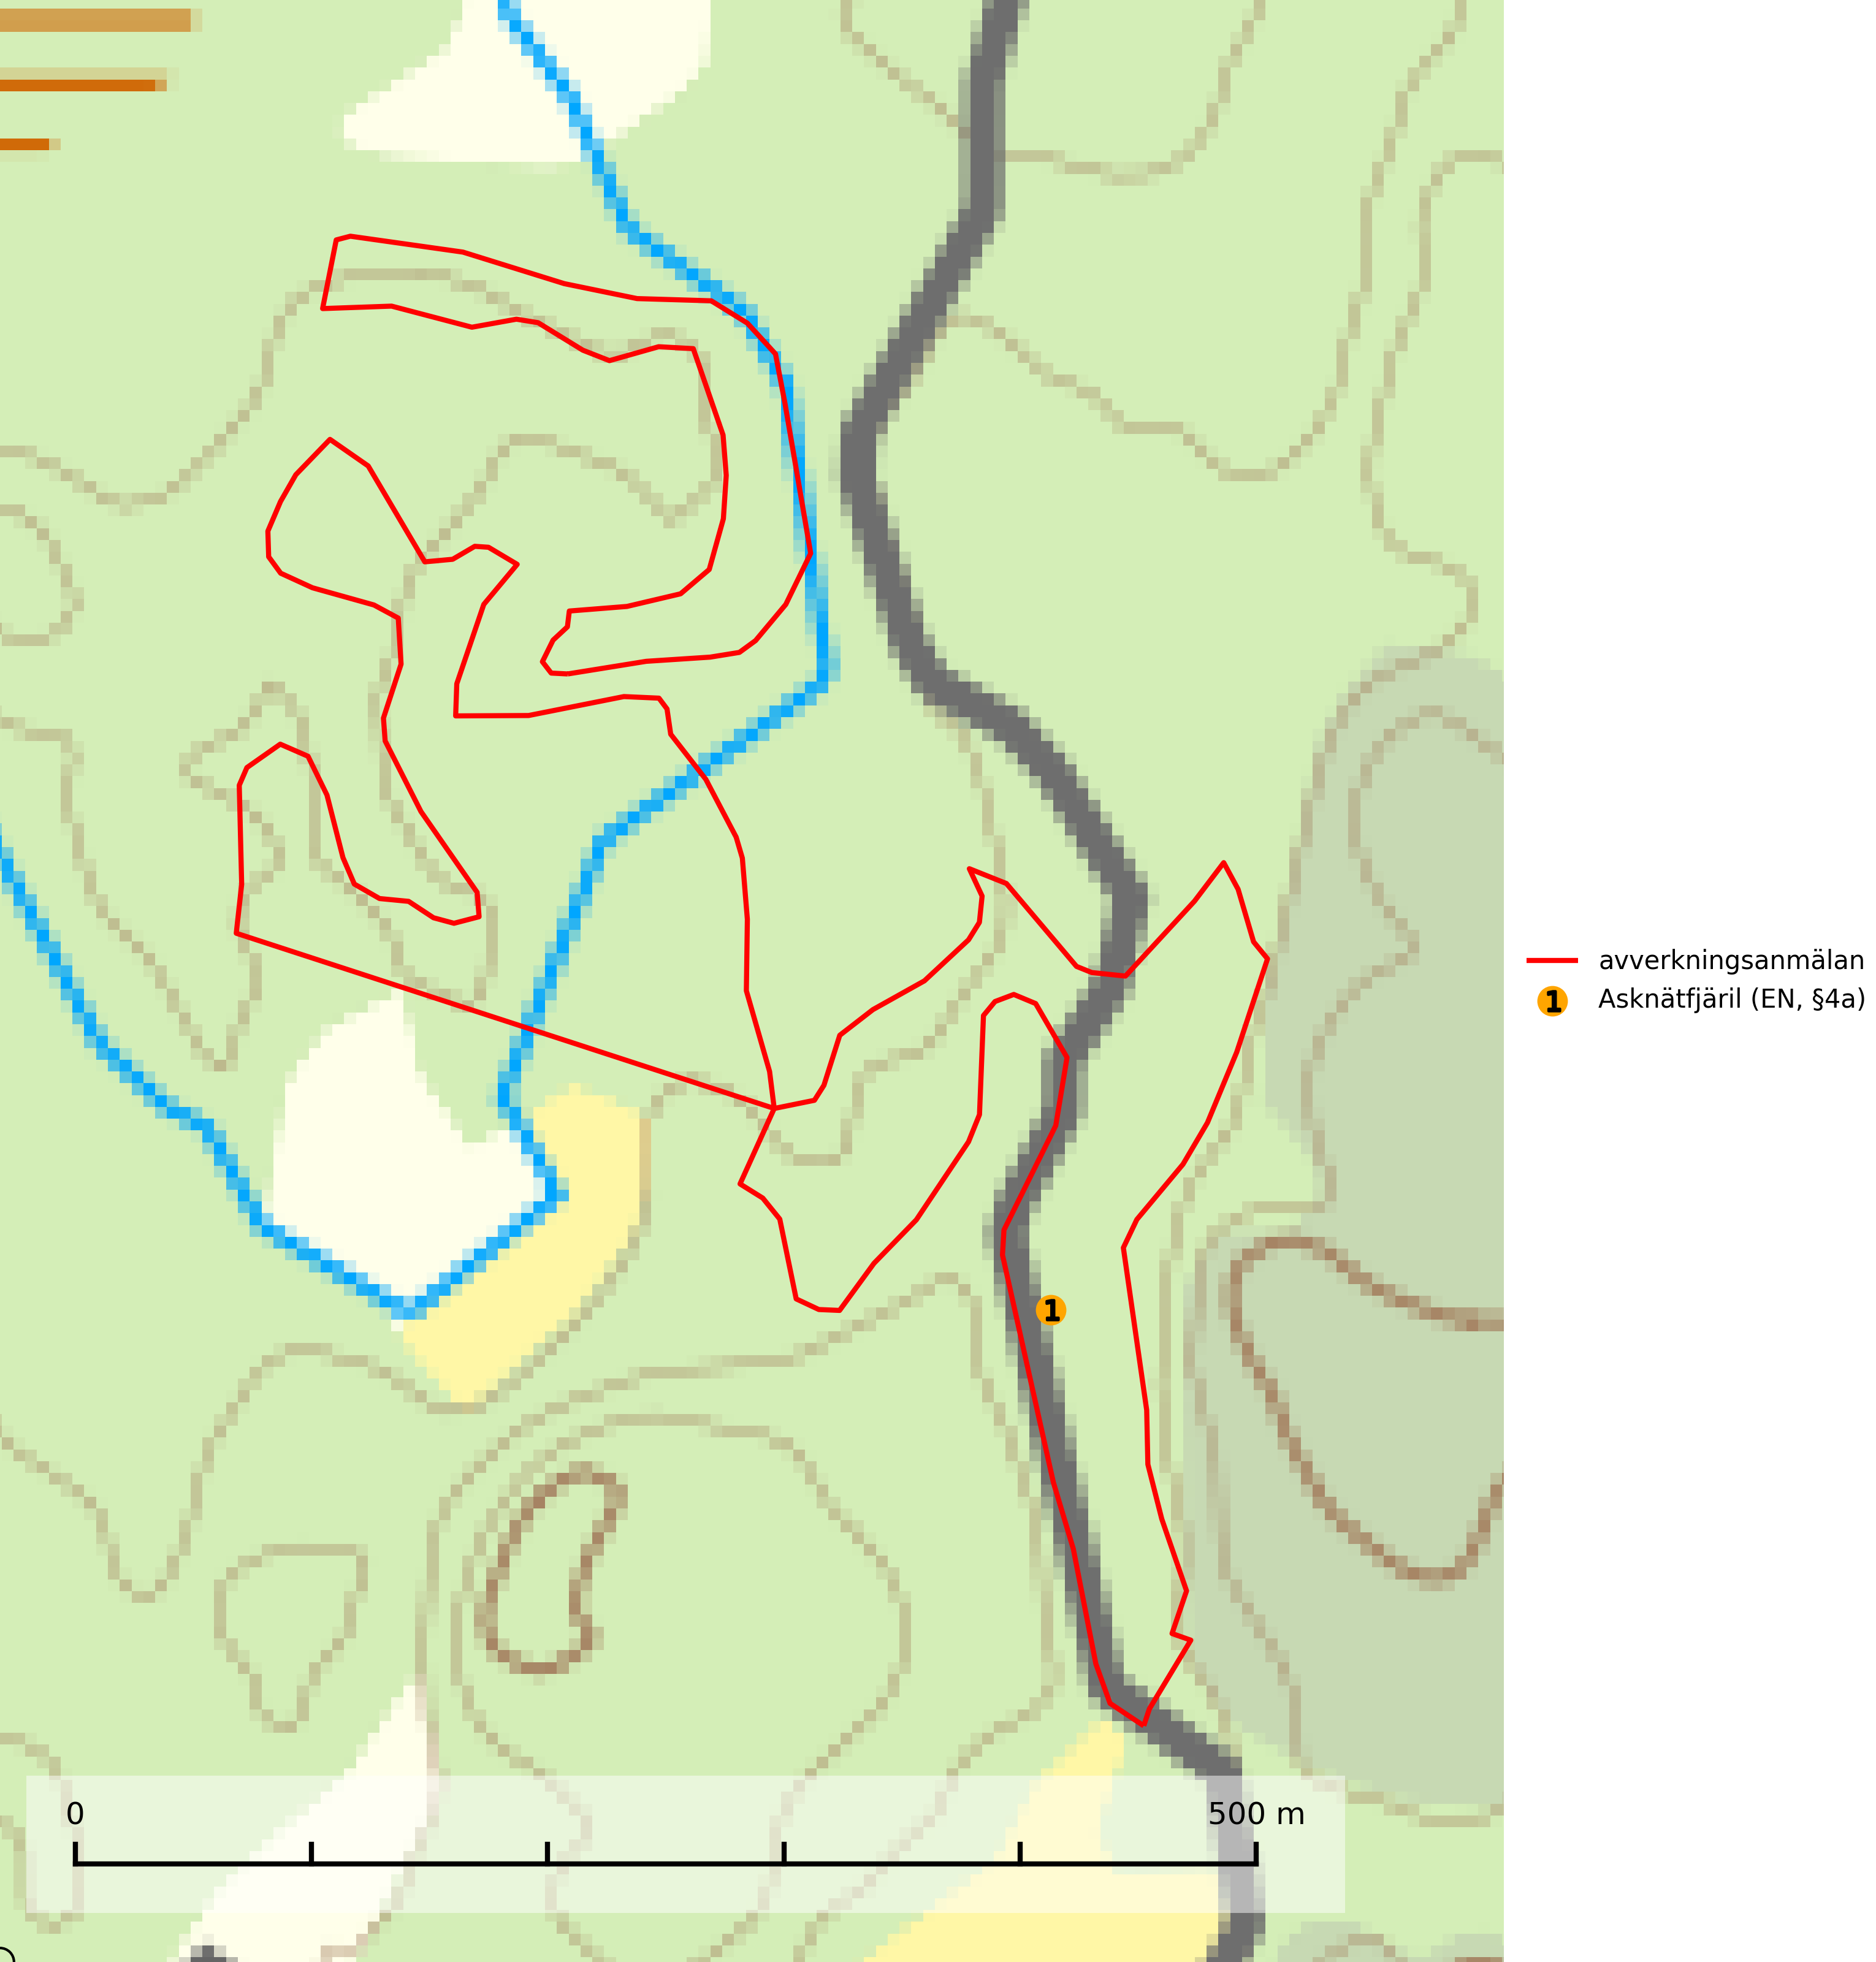 avverkningsanmälan
1 Asknätfjäril (EN, §4a)
1
0 500 m